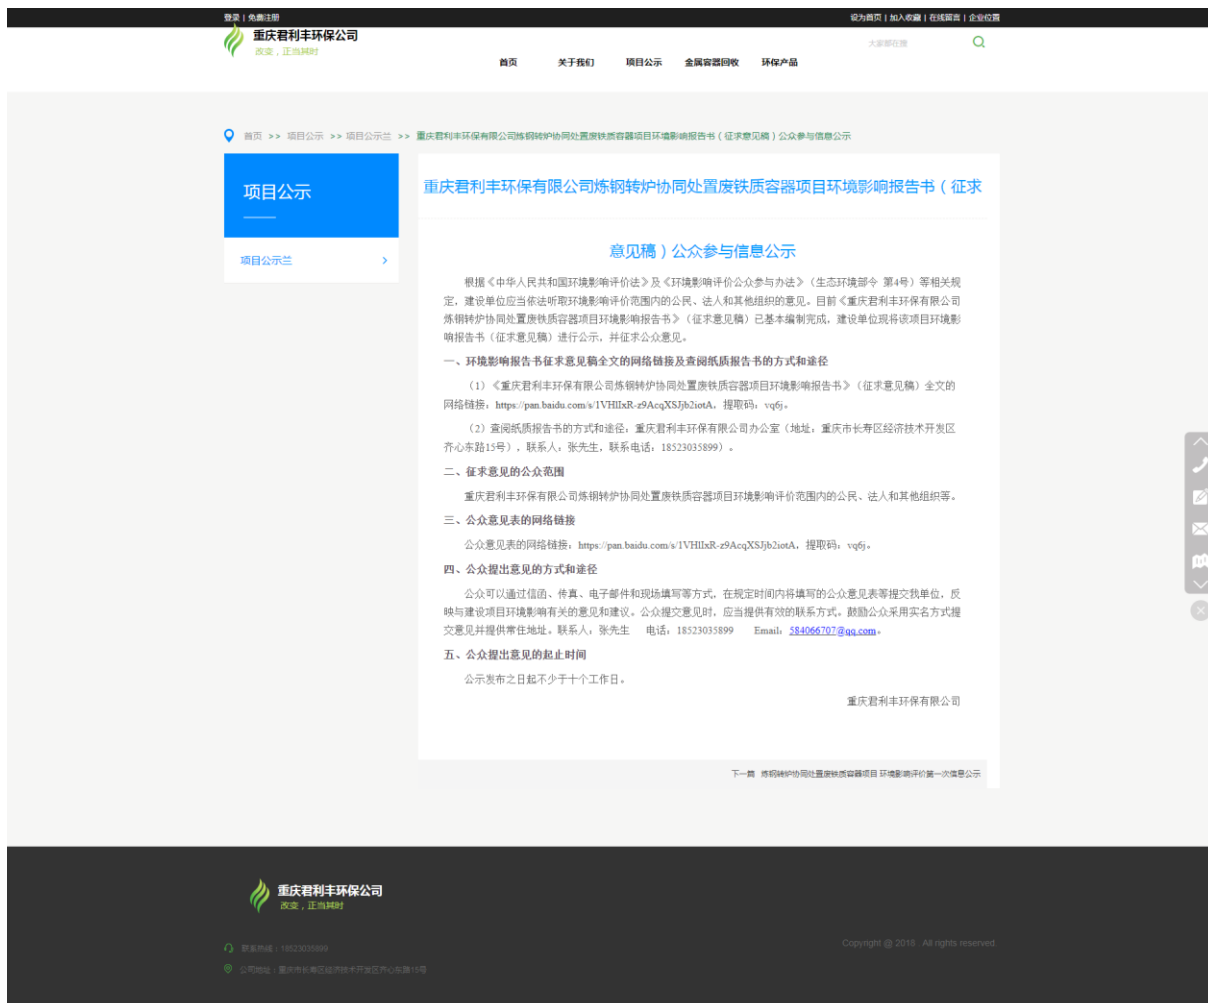 登录 | 免费注册
设为首页 | 加入收藏 | 在线留言 | 企业位置
重庆君利丰环保公司
改变，正当其时
大家都在搜
首页 关于我们 项目公示 金属容器回收 环保产品
首页 >> 项目公示 >> 项目公示兰 >> 重庆君利丰环保有限公司炼钢转炉协同处置废铁质容器项目环境影响报告书（征求意见稿）公众参与信息公示
项目公示
项目公示兰
重庆君利丰环保有限公司炼钢转炉协同处置废铁质容器项目环境影响报告书（征求
意见稿）公众参与信息公示
根据《中华人民共和国环境影响评价法》及《环境影响评价公众参与办法》（生态环境部令 第4号）等相关规
定，建设单位应当依法听取环境影响评价范围内的公民、法人和其他组织的意见。目前《重庆君利丰环保有限公司
炼钢转炉协同处置废铁质容器项目环境影响报告书》（征求意见稿）已基本编制完成，建设单位现将该项目环境影
响报告书（征求意见稿）进行公示，并征求公众意见。
一、环境影响报告书征求意见稿全文的网络链接及查阅纸质报告书的方式和途径
（1）《重庆君利丰环保有限公司炼钢转炉协同处置废铁质容器项目环境影响报告书》（征求意见稿）全文的
网络链接：https://pan.baidu.com/s/1VHIIxR-z9AcqXSJjb2iotA，提取码：vq6j。
（2）查阅纸质报告书的方式和途径：重庆君利丰环保有限公司办公室（地址：重庆市长寿区经济技术开发区
齐心东路15号），联系人：张先生，联系电话：18523035899）。
二、征求意见的公众范围
重庆君利丰环保有限公司炼钢转炉协同处置废铁质容器项目环境影响评价范围内的公民、法人和其他组织等。
三、公众意见表的网络链接
公众意见表的网络链接：https://pan.baidu.com/s/1VHIIxR-z9AcqXSJjb2iotA，提取码：vq6j。
四、公众提出意见的方式和途径
公众可以通过信函、传真、电子邮件和现场填写等方式，在规定时间内将填写的公众意见表等提交我单位，反
映与建设项目环境影响有关的意见和建议。公众提交意见时，应当提供有效的联系方式。鼓励公众采用实名方式提
交意见并提供常住地址。联系人：张先生 电话：18523035899 Email：584066707@qq.com。
五、公众提出意见的起止时间
公示发布之日起不少于十个工作日。
重庆君利丰环保有限公司
下一篇 炼钢转炉协同处置废铁质容器项目 环境影响评价第一次信息公示
重庆君利丰环保公司
改变，正当其时
联系热线：18523035899
Copyright @ 2018 . All rights reserved.
公司地址：重庆市长寿区经济技术开发区齐心东路15号